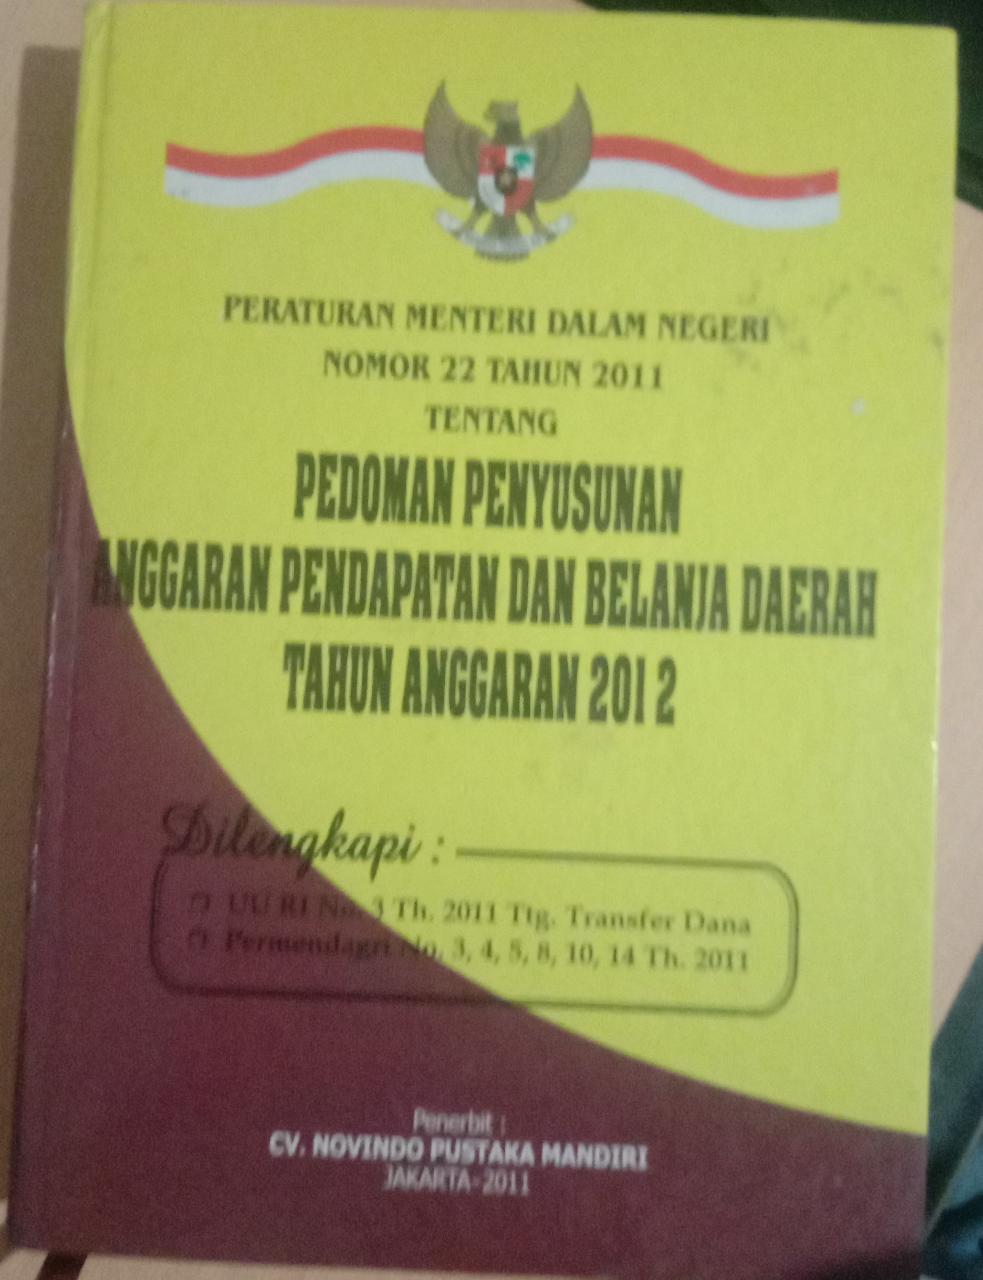 PERATURAN MENTERI DALAM NEGERI
NOMOR 22 TAHUN 2011
TENTANG
PEDOMAN PENYUSUNAN
ANGGARAN PENDAPATAN DAN BELANJA DAERAH
TAHUN ANGGARAN 2012
Dilengkapi :
UU RI No. 3 Th. 2011 Ttg. Transfer Dana
Permendagri No. 3, 4, 5, 8, 10, 14 Th. 2011
Penerbit :
CV. NOVINDO PUSTAKA MANDIRI
JAKARTA-2011